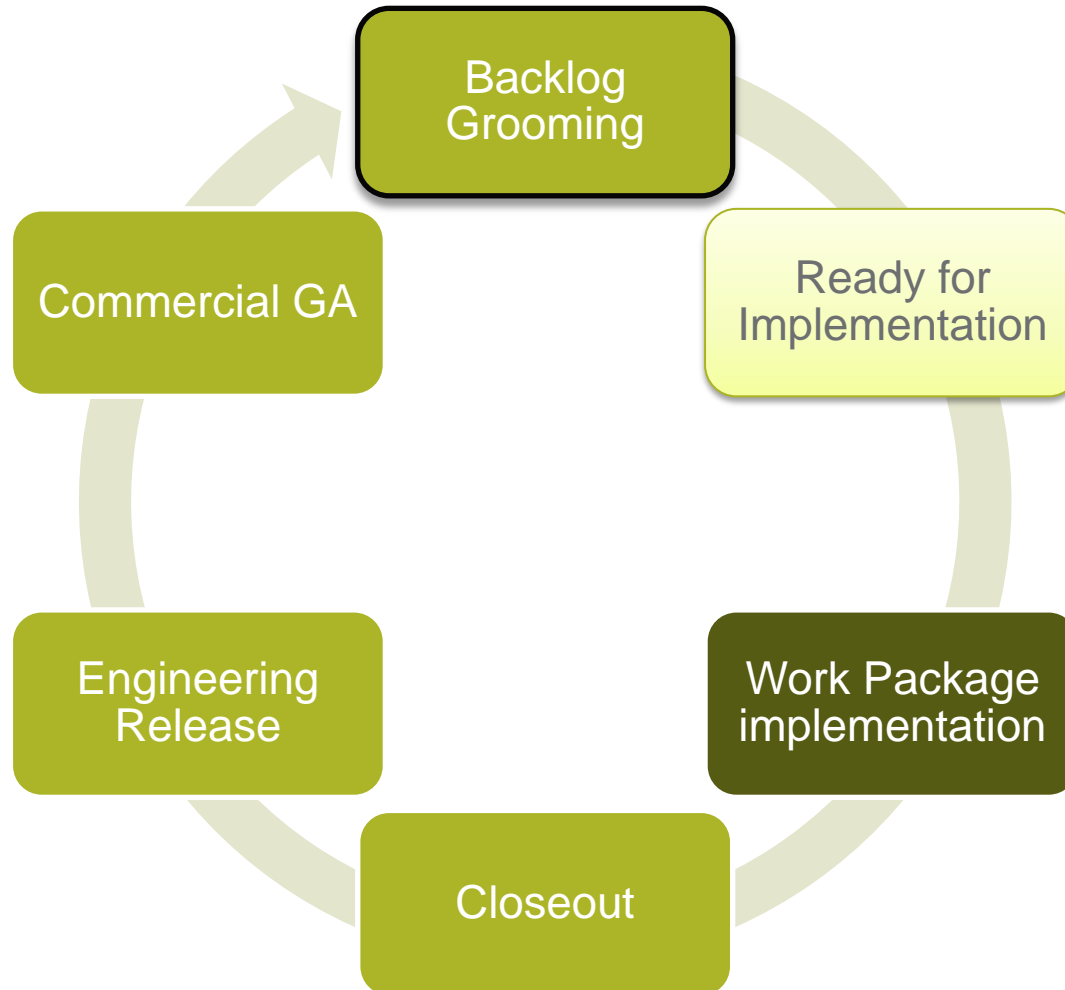 Backlog
Grooming
Ready for
Implementation
Work Package
implementation
Closeout
Engineering
Release
Commercial GA